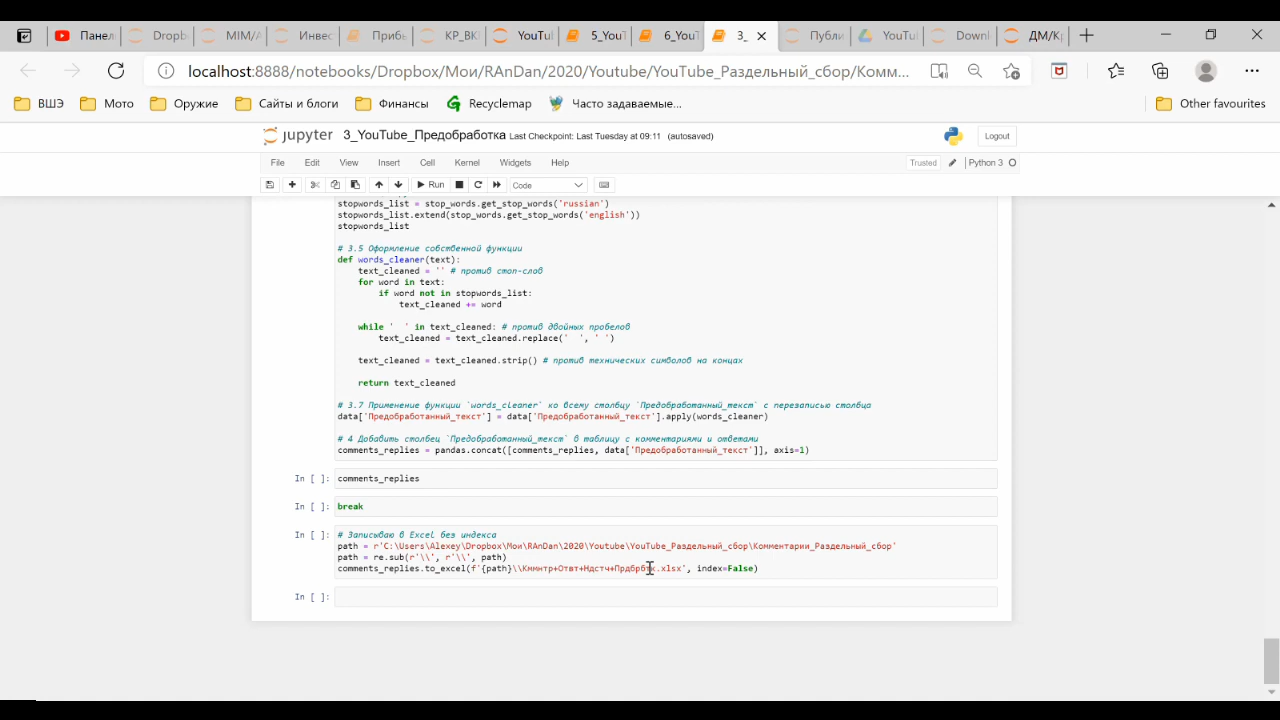 Панел
Dropb
MIM/А
Инвес
Прибь
КР_ВК
YouTul
5_YouT
6_YouT
3_
Публи
YouTu
Downl
ДМ/Кр
localhost:8888/notebooks/Dropbox/Мои/RAnDan/2020/Youtube/YouTube_Раздельный_сбор/Комм...
ВШЭ
Мото
Оружие
Сайты и блоги
Финансы
Recyclemap
Часто задаваемые...
Other favourites
jupyter 3_YouTube_Предобработка Last Checkpoint: Last Tuesday at 09:11 (autosaved)
Logout
File Edit View Insert Cell Kernel Widgets Help
Trusted Python 3
Run
Code
stopwords_list = stop_words.get_stop_words('russian')
stopwords_list.extend(stop_words.get_stop_words('english'))
stopwords_list
# 3.5 Оформление собственной функции
def words_cleaner(text):
text_cleaned = '' # против стоп-слов
for word in text:
if word not in stopwords_list:
text_cleaned += word
while '  ' in text_cleaned: # против двойных пробелов
text_cleaned = text_cleaned.replace('  ', ' ')
text_cleaned = text_cleaned.strip() # против технических символов на концах
return text_cleaned
# 3.7 Применение функции `words_cleaner` ко всему столбцу `Предобработанный_текст` с перезаписью столбца
data['Предобработанный_текст'] = data['Предобработанный_текст'].apply(words_cleaner)
# 4 Добавить столбец `Предобработанный_текст` в таблицу с комментариями и ответами
comments_replies = pandas.concat([comments_replies, data['Предобработанный_текст']], axis=1)
In [ ]: comments_replies
In [ ]: break
In [ ]: # Записываю в Excel без индекса
path = r'C:\Users\Alexey\Dropbox\Мои\RAnDan\2020\Youtube\YouTube_Раздельный_сбор\Комментарии_Раздельный_сбор'
path = re.sub(r'\\', r'\\', path)
comments_replies.to_excel(f'{path}\\Кммнтр+Отвт+Ндстч+Прдбрбтк.xlsx', index=False)
In [ ]: